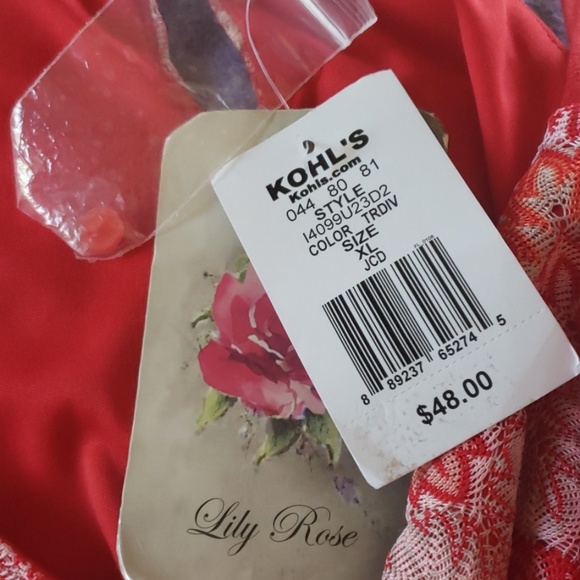 KOHL'S
Kohls.com
044 80 81
STYLE
I4099U23D2
COLOR TRDIV
SIZE
XL
JCD
8 89237 65274 5
$48.00
Lily Rose